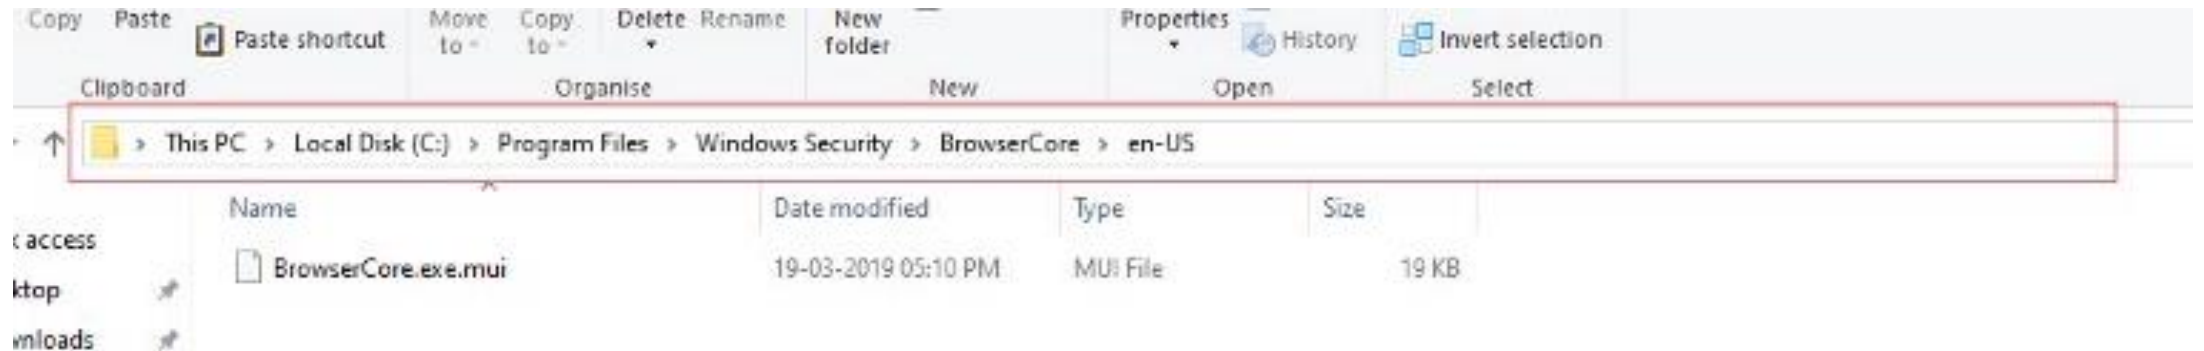 Copy Paste Paste shortcut Move to Copy to Delete Rename New folder Properties History Invert selection
Clipboard Organise New Open Select
This PC > Local Disk (C:) > Program Files > Windows Security > BrowserCore > en-US
Name Date modified Type Size
access
BrowserCore.exe.mui 19-03-2019 05:10 PM MUI File 19 KB
ktop
wnloads